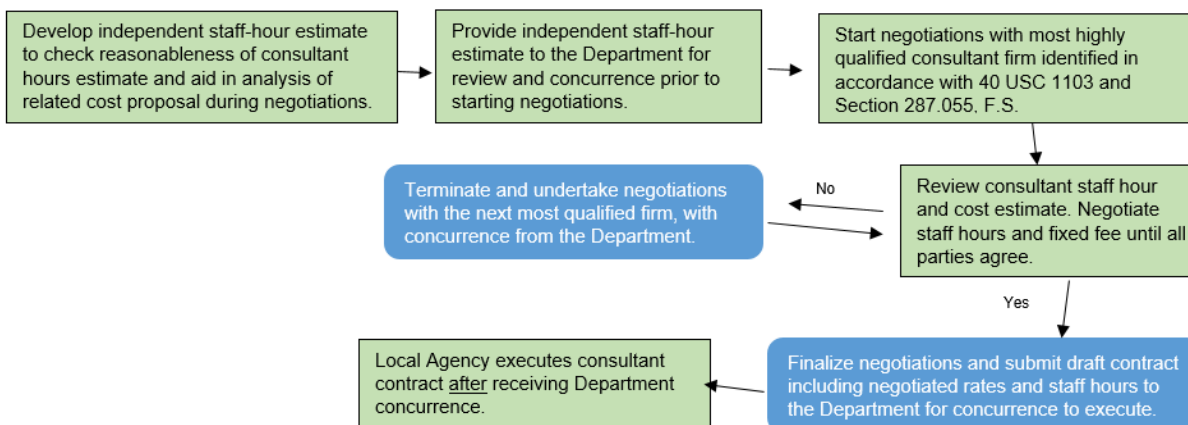 Develop independent staff-hour estimate
to check reasonableness of consultant
hours estimate and aid in analysis of
related cost proposal during negotiations.
Provide independent staff-hour
estimate to the Department for
review and concurrence prior to
starting negotiations.
Start negotiations with most highly
qualified consultant firm identified in
accordance with 40 USC 1103 and
Section 287.055, F.S.
Review consultant staff hour
and cost estimate. Negotiate
staff hours and fixed fee until all
parties agree.
No
Terminate and undertake negotiations
with the next most qualified firm, with
concurrence from the Department.
Yes
Finalize negotiations and submit draft contract
including negotiated rates and staff hours to
the Department for concurrence to execute.
Local Agency executes consultant
contract after receiving Department
concurrence.